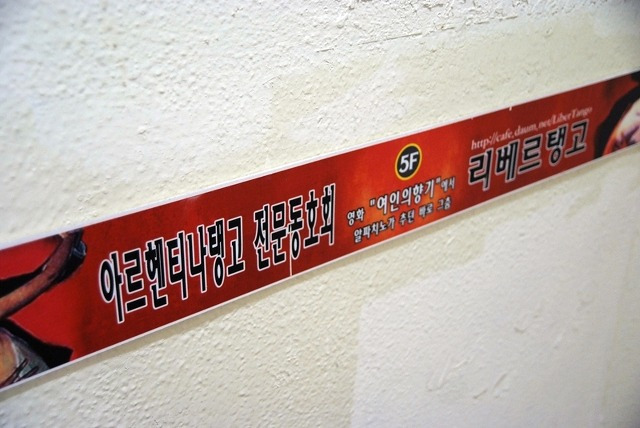 아르헨티나탱고 전문동호회
5F
영화 "여인의향기"에서
알파치노가 추던 바로 그춤
http://cafe.daum.net/LiberTango
리베르탱고